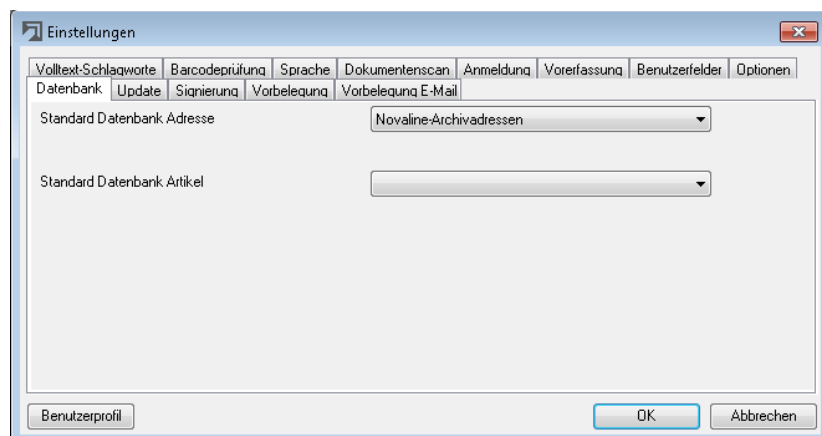 Einstellungen
Volltext-Schlagworte Barcodeprüfung Sprache Dokumentenscan Anmeldung Vorerfassung Benutzerfelder Optionen
Datenbank Update Signierung Vorbelegung Vorbelegung E-Mail
Standard Datenbank Adresse Novaline-Archivadressen
Standard Datenbank Artikel
Benutzerprofil OK Abbrechen